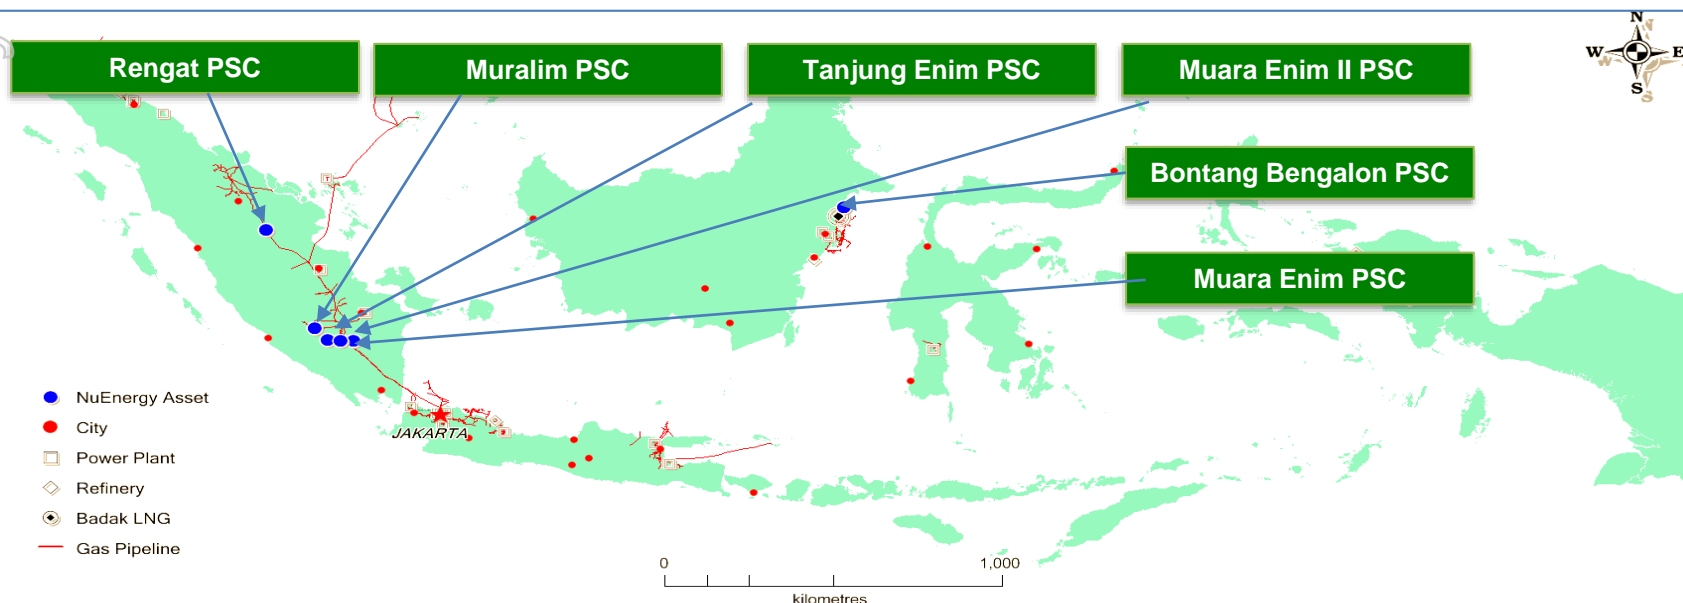 N
W E
S
Rengat PSC
Muralim PSC
Tanjung Enim PSC
Muara Enim II PSC
Bontang Bengalon PSC
Muara Enim PSC
NuEnergy Asset
City
Power Plant
Refinery
Badak LNG
Gas Pipeline
JAKARTA
0 1,000
kilometres